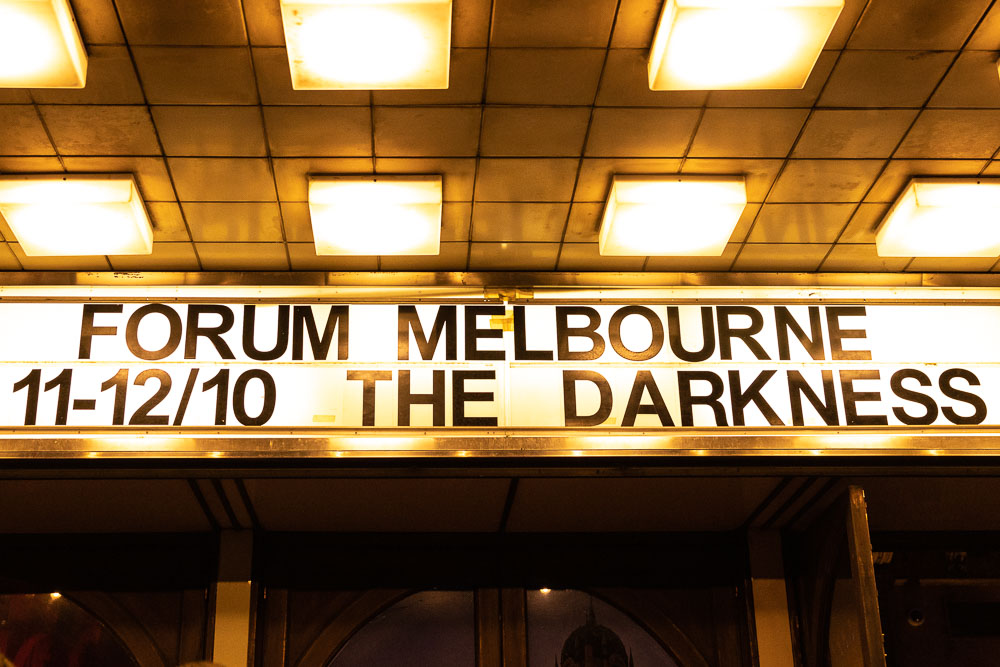 FORUM MELBOURNE
11-12/10 THE DARKNESS